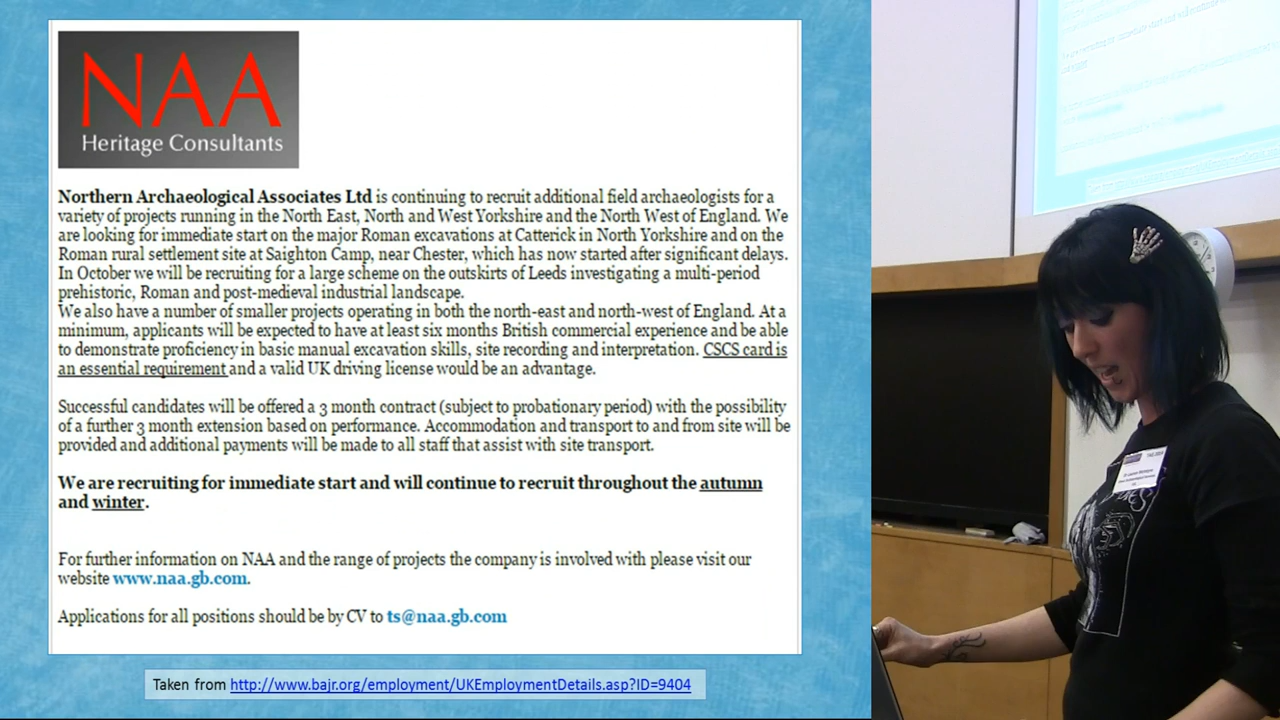 NAA
Heritage Consultants
Northern Archaeological Associates Ltd is continuing to recruit additional field archaeologists for a
variety of projects running in the North East, North and West Yorkshire and the North West of England. We
are looking for immediate start on the major Roman excavations at Catterick in North Yorkshire and on the
Roman rural settlement site at Saighton Camp, near Chester, which has now started after significant delays.
In October we will be recruiting for a large scheme on the outskirts of Leeds investigating a multi-period
prehistoric, Roman and post-medieval industrial landscape.
We also have a number of smaller projects operating in both the north-east and north-west of England. At a
minimum, applicants will be expected to have at least six months British commercial experience and be able
to demonstrate proficiency in basic manual excavation skills, site recording and interpretation. CSCS card is
an essential requirement and a valid UK driving license would be an advantage.
Successful candidates will be offered a 3 month contract (subject to probationary period) with the possibility
of a further 3 month extension based on performance. Accommodation and transport to and from site will be
provided and additional payments will be made to all staff that assist with site transport.
We are recruiting for immediate start and will continue to recruit throughout the autumn
and winter.
For further information on NAA and the range of projects the company is involved with please visit our
website www.naa.gb.com.
Applications for all positions should be by CV to ts@naa.gb.com
Taken from http://www.bajr.org/employment/UKEmploymentDetails.asp?ID=9404